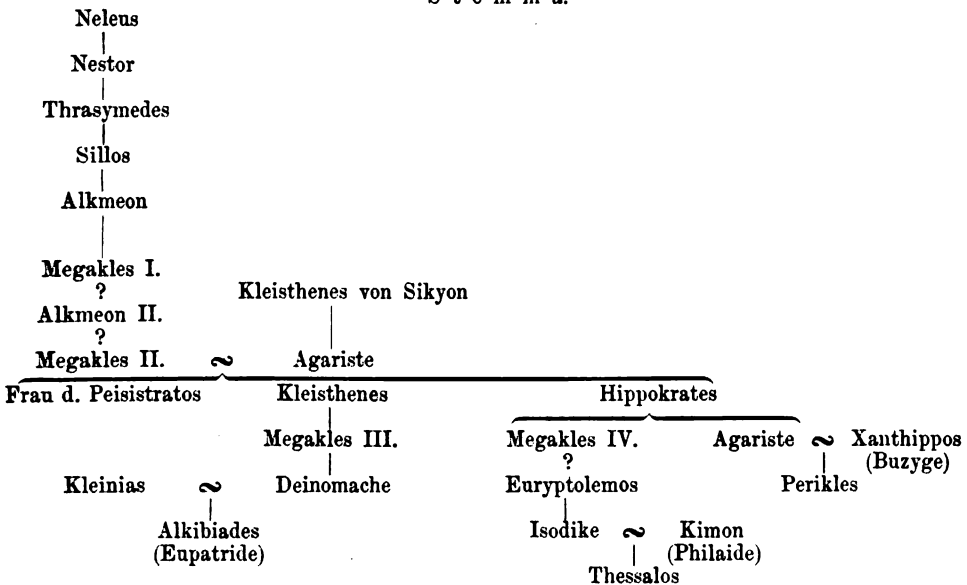 S t e m m a.
Neleus
Nestor
Thrasymedes
Sillos
Alkmeon
Megakles I.
? Kleisthenes von Sikyon
Alkmeon II.
?
Megakles II. ~ Agariste
Frau d. Peisistratos Kleisthenes Hippokrates
Megakles III. Megakles IV. Agariste ~ Xanthippos
? (Buzyge)
Kleinias ~ Deinomache Euryptolemos Perikles
Alkibiades Isodike ~ Kimon
(Eupatride) (Philaide)
Thessalos